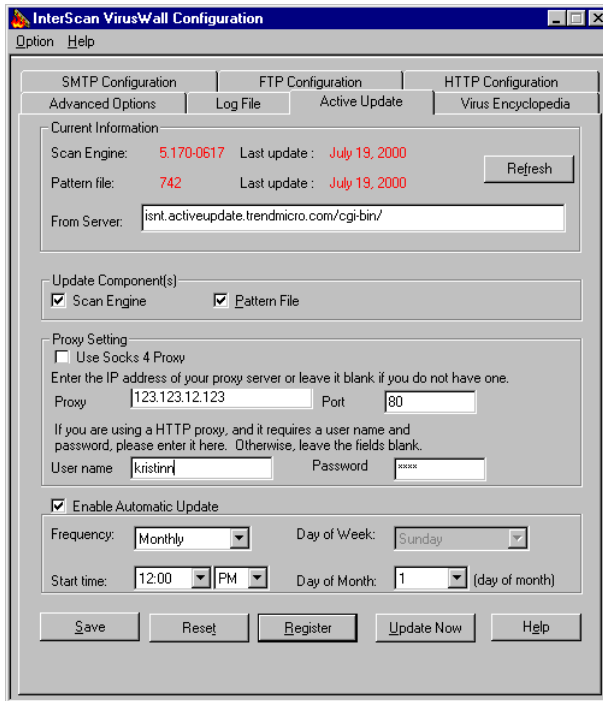 InterScan VirusWall Configuration
Option Help
SMTP Configuration FTP Configuration HTTP Configuration
Advanced Options Log File Active Update Virus Encyclopedia
Current Information
Scan Engine: 5.170-0617 Last update : July 19, 2000
Refresh
Pattern file: 742 Last update : July 19, 2000
From Server: isnt.activeupdate.trendmicro.com/cgi-bin/
Update Component(s)
Scan Engine Pattern File
Proxy Setting
Use Socks 4 Proxy
Enter the IP address of your proxy server or leave it blank if you do not have one.
Proxy 123.123.12.123 Port 80
If you are using a HTTP proxy, and it requires a user name and
password, please enter it here. Otherwise, leave the fields blank.
User name kristinn Password ××××
Enable Automatic Update
Frequency: Monthly Day of Week: Sunday
Start time: 12:00 PM Day of Month: 1 (day of month)
Save Reset Register Update Now Help